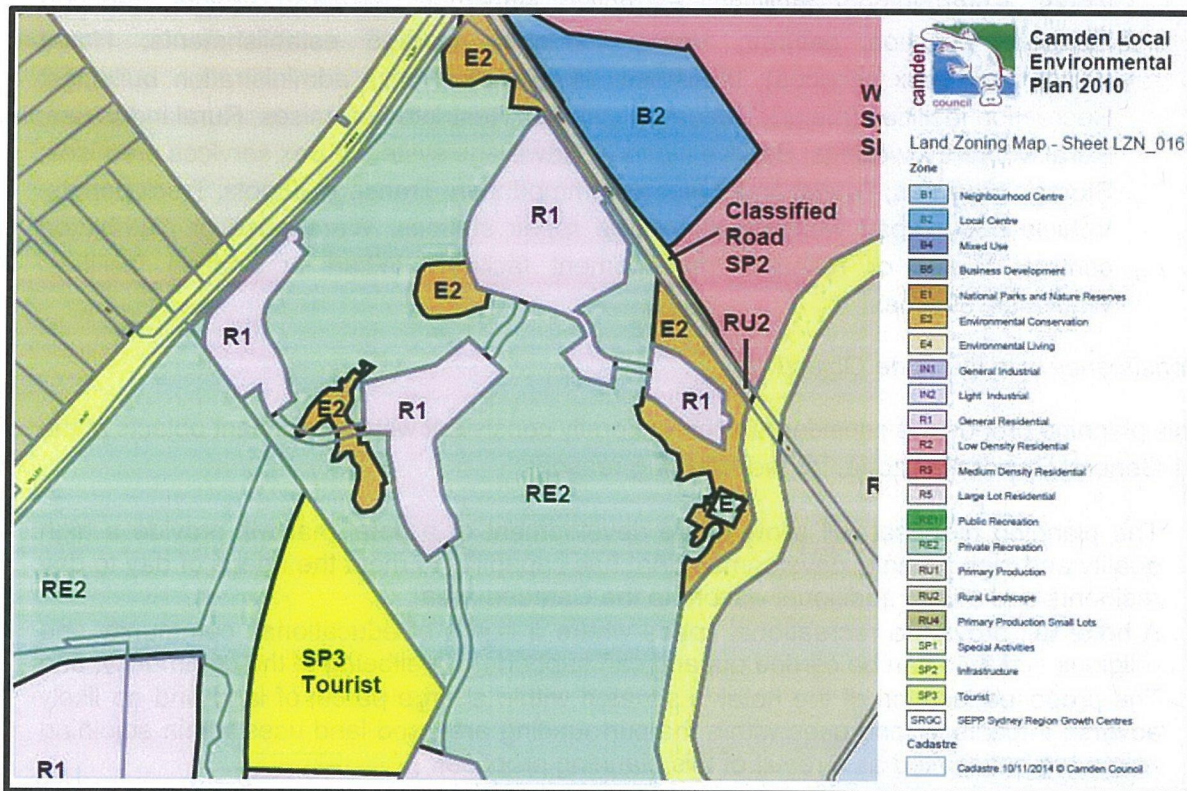 E2
B2
W
Sy
R1
Classified
Road
SP2
E2
E2
RU2
R1
R1
E2
R1
RE2
E
R
RE2
SP3
Tourist
R1
VALLEY
camden
council
Camden Local
Environmental
Plan 2010
Land Zoning Map - Sheet LZN_016
Zone
B1 Neighbourhood Centre
B2 Local Centre
B4 Mixed Use
B5 Business Development
E1 National Parks and Nature Reserves
E2 Environmental Conservation
E4 Environmental Living
IN1 General Industrial
IN2 Light Industrial
R1 General Residential
R2 Low Density Residential
R3 Medium Density Residential
R5 Large Lot Residential
RE1 Public Recreation
RE2 Private Recreation
RU1 Primary Production
RU2 Rural Landscape
RU4 Primary Production Small Lots
SP1 Special Activities
SP2 Infrastructure
SP3 Tourist
SRGC SEPP Sydney Region Growth Centres
Cadastre
Cadastre 10/11/2014 © Camden Council